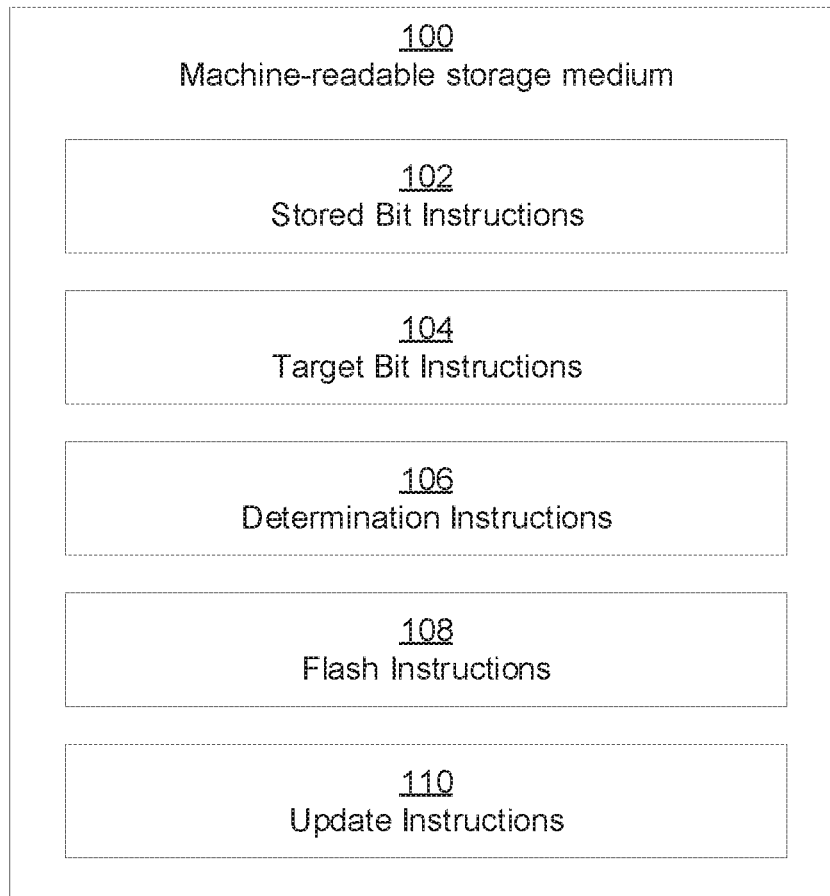 100
Machine-readable storage medium
102
Stored Bit Instructions
104
Target Bit Instructions
106
Determination Instructions
108
Flash Instructions
110
Update Instructions